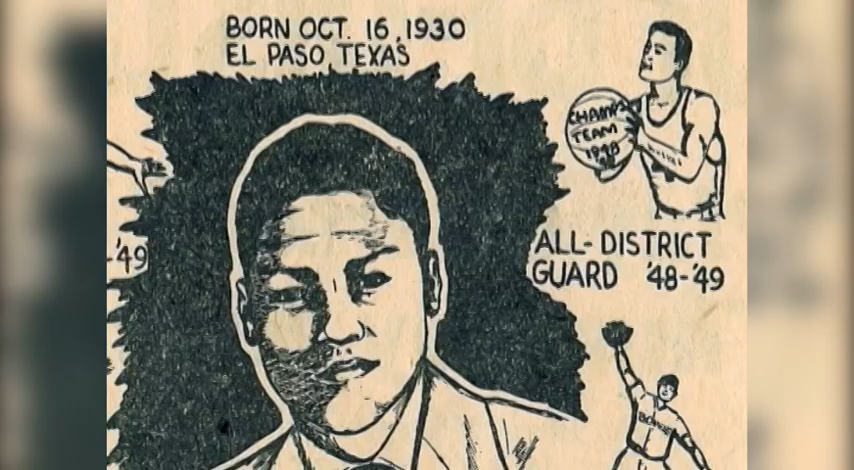 BORN OCT. 16, 1930
EL PASO, TEXAS
CHAMPS
TEAM
1948
-'49
ALL-DISTRICT
GUARD '48-'49